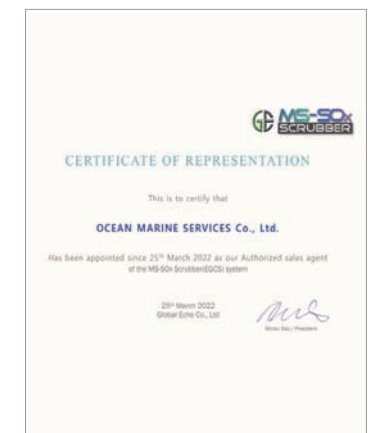 GE MS-SOx
SCRUBBER
CERTIFICATE OF REPRESENTATION
This is to certify that
OCEAN MARINE SERVICES Co., Ltd.
Has been appointed since 25th March 2022 as our Authorized sales agent
of the MS-SOx Scrubber(EGCS) system
25th March 2022
Global Echo Co., Ltd
/ President